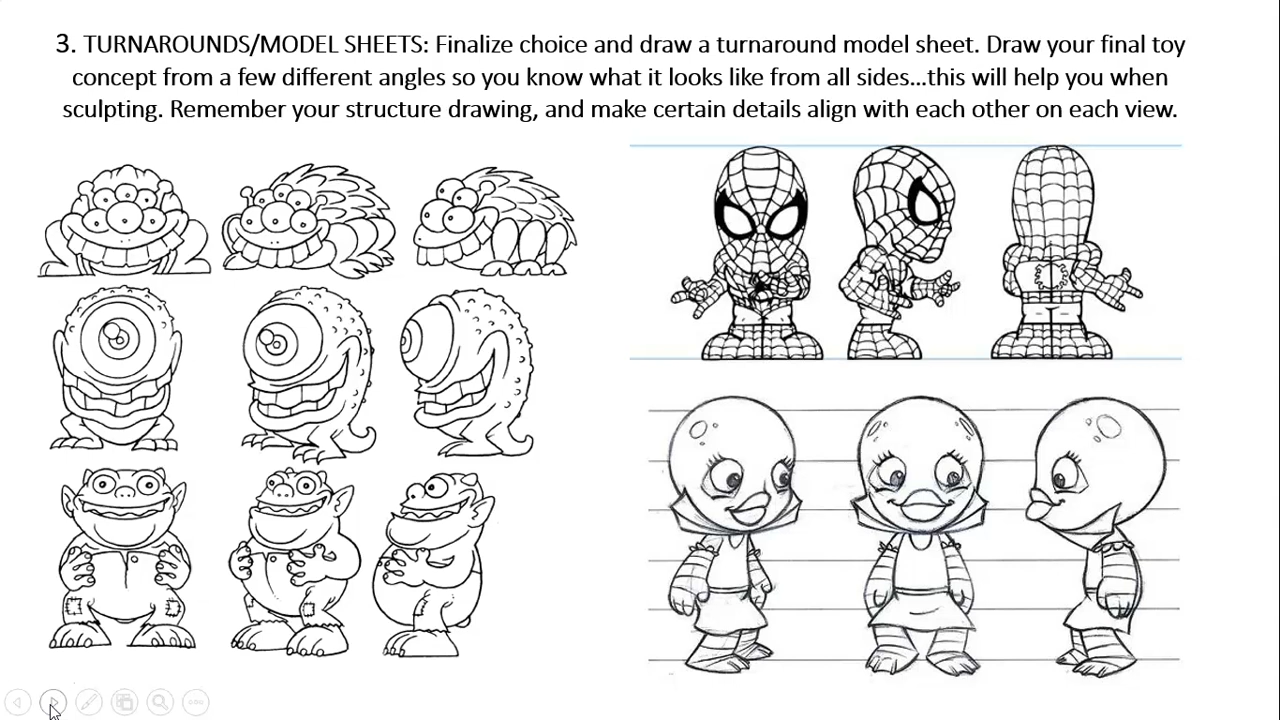 3. TURNAROUNDS/MODEL SHEETS: Finalize choice and draw a turnaround model sheet. Draw your final toy
concept from a few different angles so you know what it looks like from all sides...this will help you when
sculpting. Remember your structure drawing, and make certain details align with each other on each view.